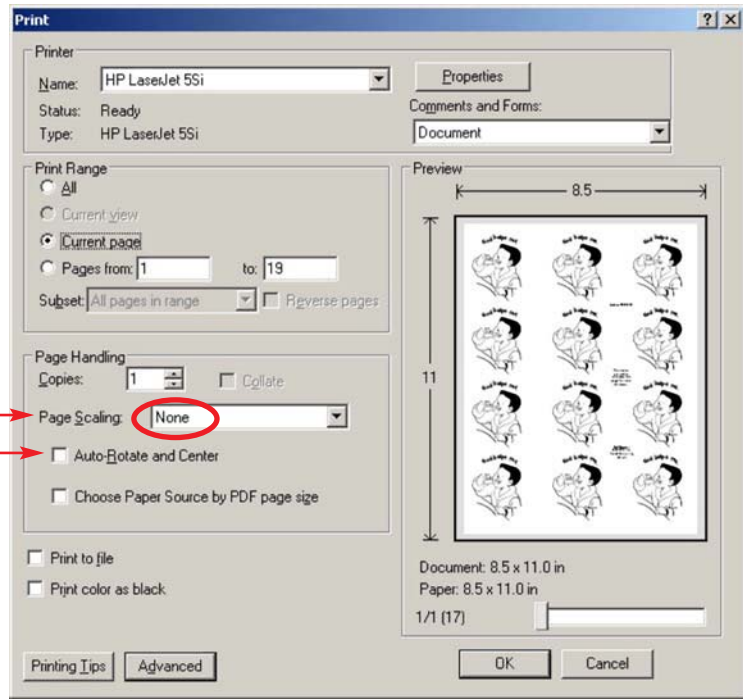 Print
Printer
Name: HP LaserJet 5Si
Properties
Status: Ready
Comments and Forms:
Type: HP LaserJet 5Si
Document
Print Range
All
Current view
Current page
Pages from: 1 to: 19
Subset: All pages in range Reverse pages
Preview
8.5
11
Page Handling
Copies: 1 Collate
Page Scaling: None
Auto-Rotate and Center
Choose Paper Source by PDF page size
Print to file
Print color as black
Document: 8.5 x 11.0 in
Paper: 8.5 x 11.0 in
1/1 (17)
Printing Tips Advanced
OK Cancel